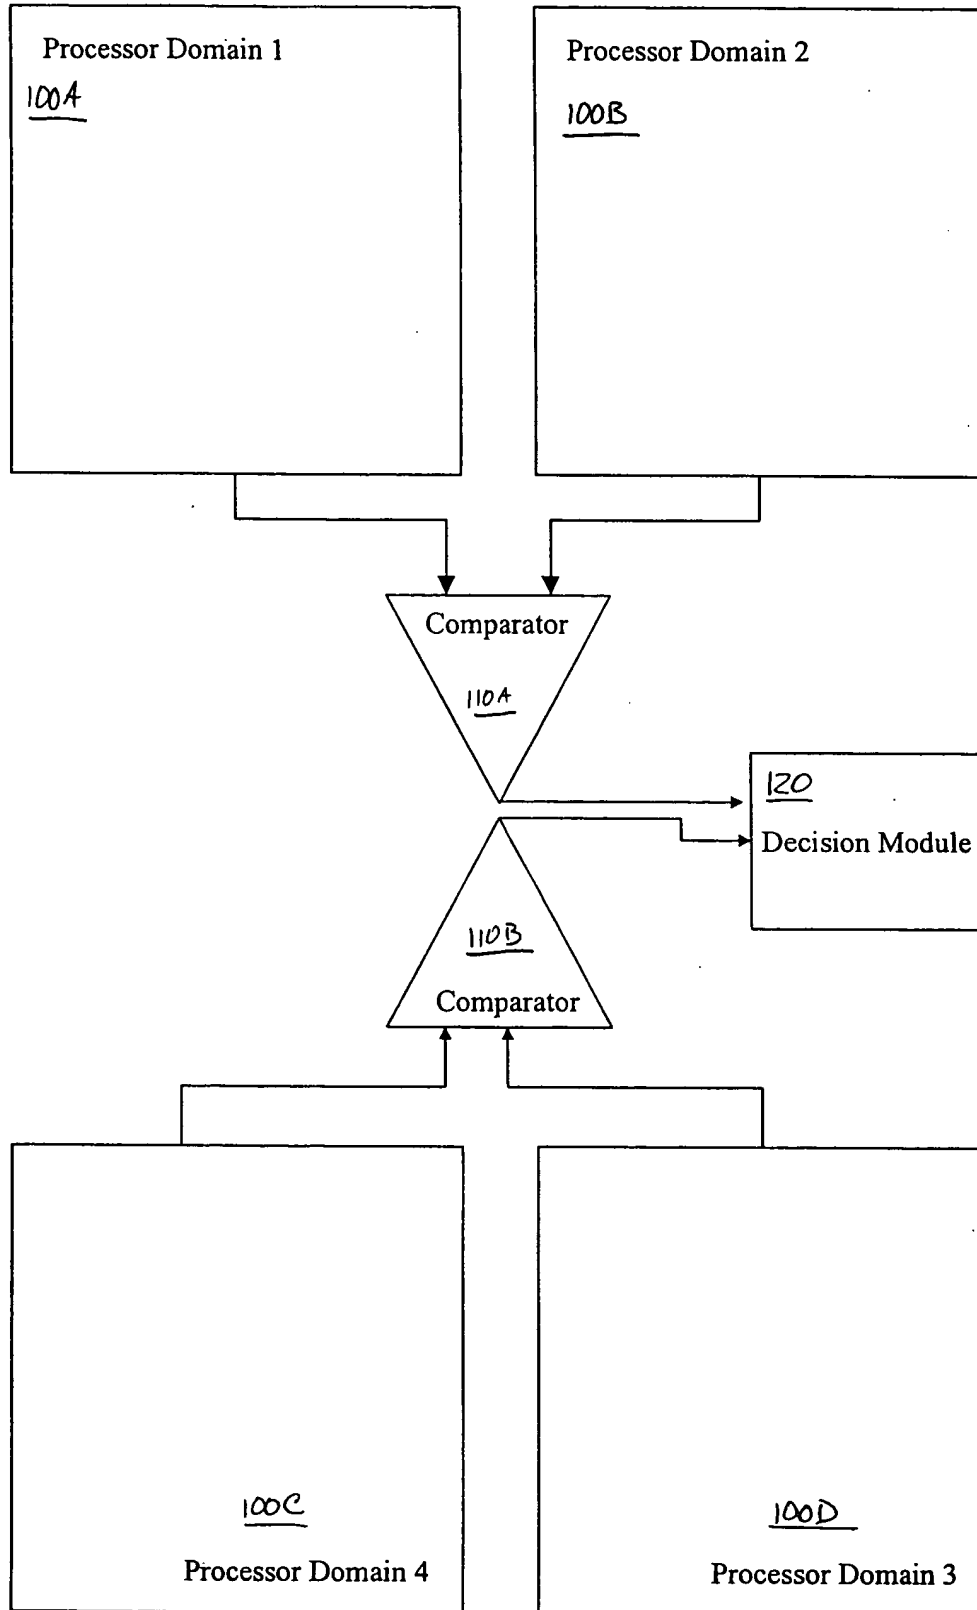 Processor Domain 1
100A
Processor Domain 2
100B
Comparator
110A
120
Decision Module
110B
Comparator
100C
Processor Domain 4
100D
Processor Domain 3